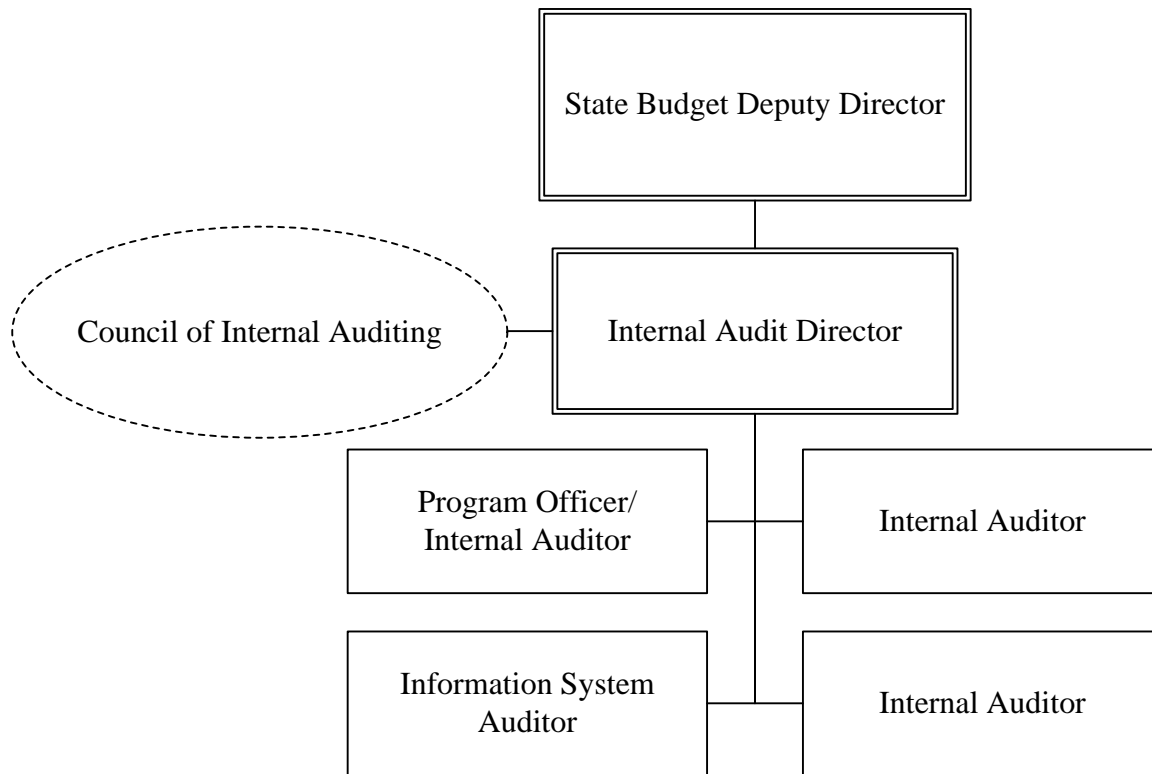 State Budget Deputy Director
Council of Internal Auditing
Internal Audit Director
Program Officer/
Internal Auditor
Internal Auditor
Information System
Auditor
Internal Auditor